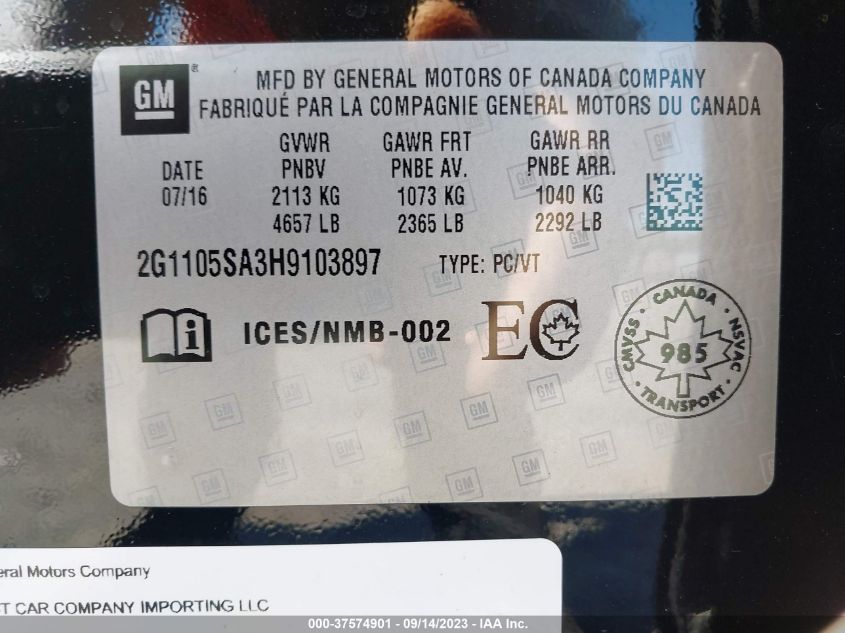 GM®
MFD BY GENERAL MOTORS OF CANADA COMPANY
FABRIQUÉ PAR LA COMPAGNIE GENERAL MOTORS DU CANADA
DATE
07/16
GVWR
PNBV
2113 KG
4657 LB
GAWR FRT
PNBE AV.
1073 KG
2365 LB
GAWR RR
PNBE ARR.
1040 KG
2292 LB
2G1105SA3H9103897 TYPE: PC/VT
i ICES/NMB-002 EC
CANADA
CMVSS 985 NSVAC
TRANSPORT
eral Motors Company
T CAR COMPANY IMPORTING LLC
000-37574901 - 09/14/2023 - IAA Inc.